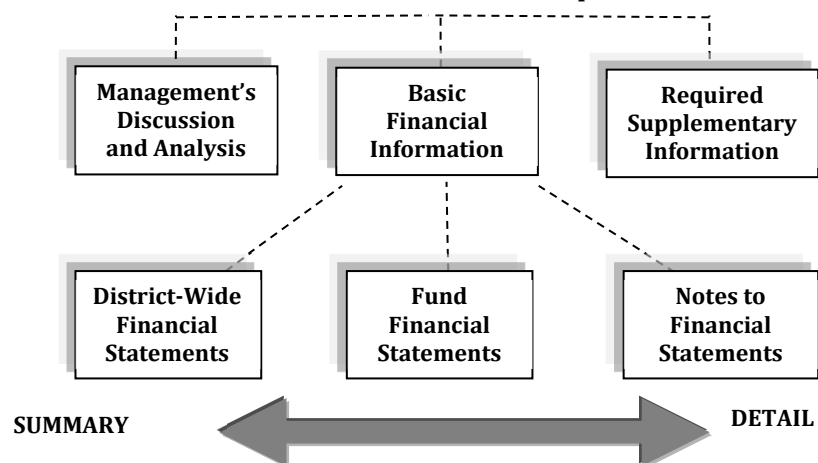 Management's
Discussion
and Analysis
Basic
Financial
Information
Required
Supplementary
Information
District-Wide
Financial
Statements
Fund
Financial
Statements
Notes to
Financial
Statements
SUMMARY
DETAIL